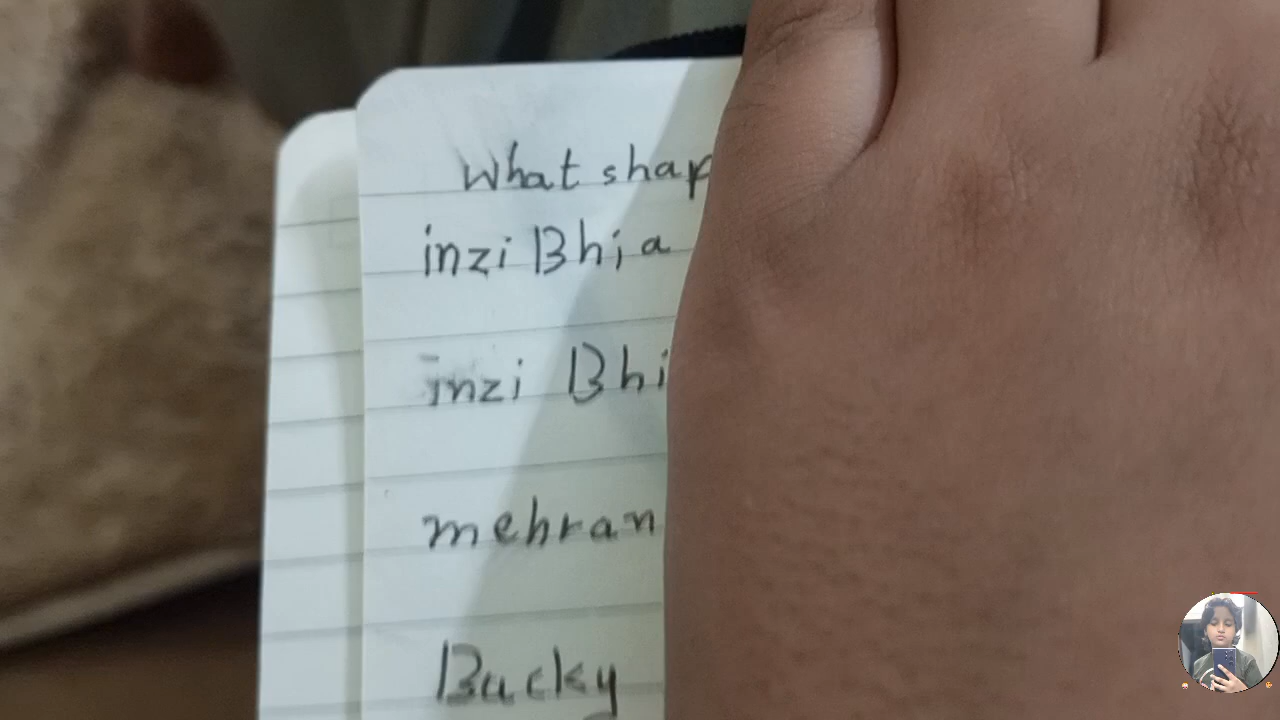 What shap
inzi Bhia
inzi Bhi
mehran
Bucky